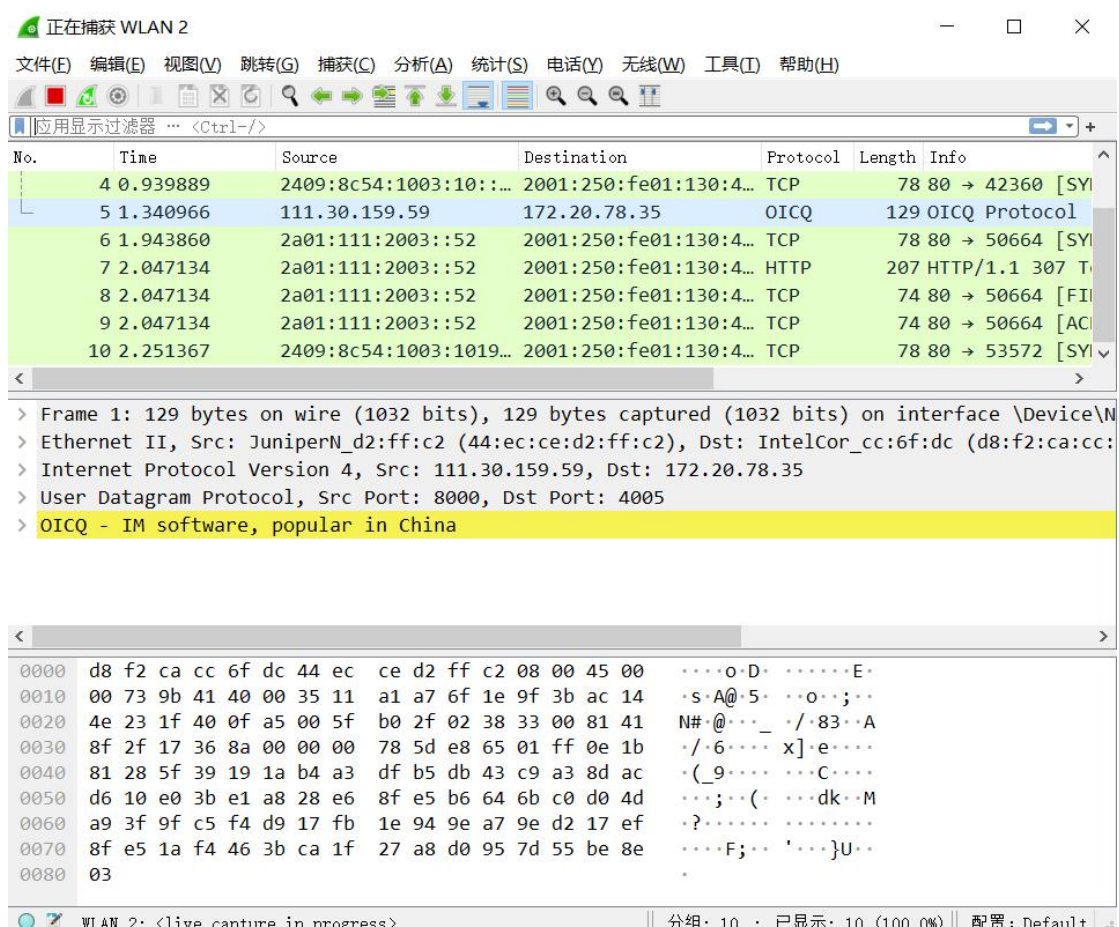 正在捕获 WLAN 2
文件(F) 编辑(E) 视图(V) 跳转(G) 捕获(C) 分析(A) 统计(S) 电话(Y) 无线(W) 工具(T) 帮助(H)
应用显示过滤器 … <Ctrl-/>
No. Time Source Destination Protocol Length Info
4 0.939889 2409:8c54:1003:10::… 2001:250:fe01:130:4… TCP 78 80 → 42360 [SY
5 1.340966 111.30.159.59 172.20.78.35 OICQ 129 OICQ Protocol
6 1.943860 2a01:111:2003::52 2001:250:fe01:130:4… TCP 78 80 → 50664 [SY
7 2.047134 2a01:111:2003::52 2001:250:fe01:130:4… HTTP 207 HTTP/1.1 307 T
8 2.047134 2a01:111:2003::52 2001:250:fe01:130:4… TCP 74 80 → 50664 [FI
9 2.047134 2a01:111:2003::52 2001:250:fe01:130:4… TCP 74 80 → 50664 [AC
10 2.251367 2409:8c54:1003:1019… 2001:250:fe01:130:4… TCP 78 80 → 53572 [SY
> Frame 1: 129 bytes on wire (1032 bits), 129 bytes captured (1032 bits) on interface \Device\N
> Ethernet II, Src: JuniperN_d2:ff:c2 (44:ec:ce:d2:ff:c2), Dst: IntelCor_cc:6f:dc (d8:f2:ca:cc:
> Internet Protocol Version 4, Src: 111.30.159.59, Dst: 172.20.78.35
> User Datagram Protocol, Src Port: 8000, Dst Port: 4005
> OICQ - IM software, popular in China
0000 d8 f2 ca cc 6f dc 44 ec ce d2 ff c2 08 00 45 00 ····o·D· ······E·
0010 00 73 9b 41 40 00 35 11 a1 a7 6f 1e 9f 3b ac 14 ·s·A@·5· ··o··;··
0020 4e 23 1f 40 0f a5 00 5f b0 2f 02 38 33 00 81 41 N#·@···_ ·/·83··A
0030 8f 2f 17 36 8a 00 00 00 78 5d e8 65 01 ff 0e 1b ·/·6···· x]·e····
0040 81 28 5f 39 19 1a b4 a3 df b5 db 43 c9 a3 8d ac ·(_9···· ···C····
0050 d6 10 e0 3b e1 a8 28 e6 8f e5 b6 64 6b c0 d0 4d ···;··(· ···dk··M
0060 a9 3f 9f c5 f4 d9 17 fb 1e 94 9e a7 9e d2 17 ef ·?······ ········
0070 8f e5 1a f4 46 3b ca 1f 27 a8 d0 95 7d 55 be 8e ····F;·· '···}U··
0080 03 ·
WLAN 2: <live capture in progress> 分组: 10 · 已显示: 10 (100.0%) 配置: Default